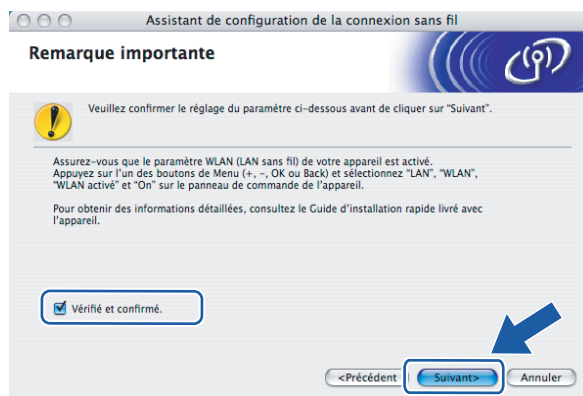 Assistant de configuration de la connexion sans fil
Remarque importante
Veuillez confirmer le réglage du paramétre ci-dessous avant de cliquer sur "Suivant".
Assurez-vous que le paramètre WLAN (LAN sans fil) de votre appareil est activé.
Appuyez sur l'un des boutons de Menu (+, -, OK ou Back) et sélectionnez "LAN", "WLAN",
"WLAN activé" et "On" sur le panneau de commande de l'appareil.
Pour obtenir des informations détaillées, consultez le Guide d'installation rapide livré avec
l'appareil.
Vérifié et confirmé.
<Précédent
Suivant>
Annuler